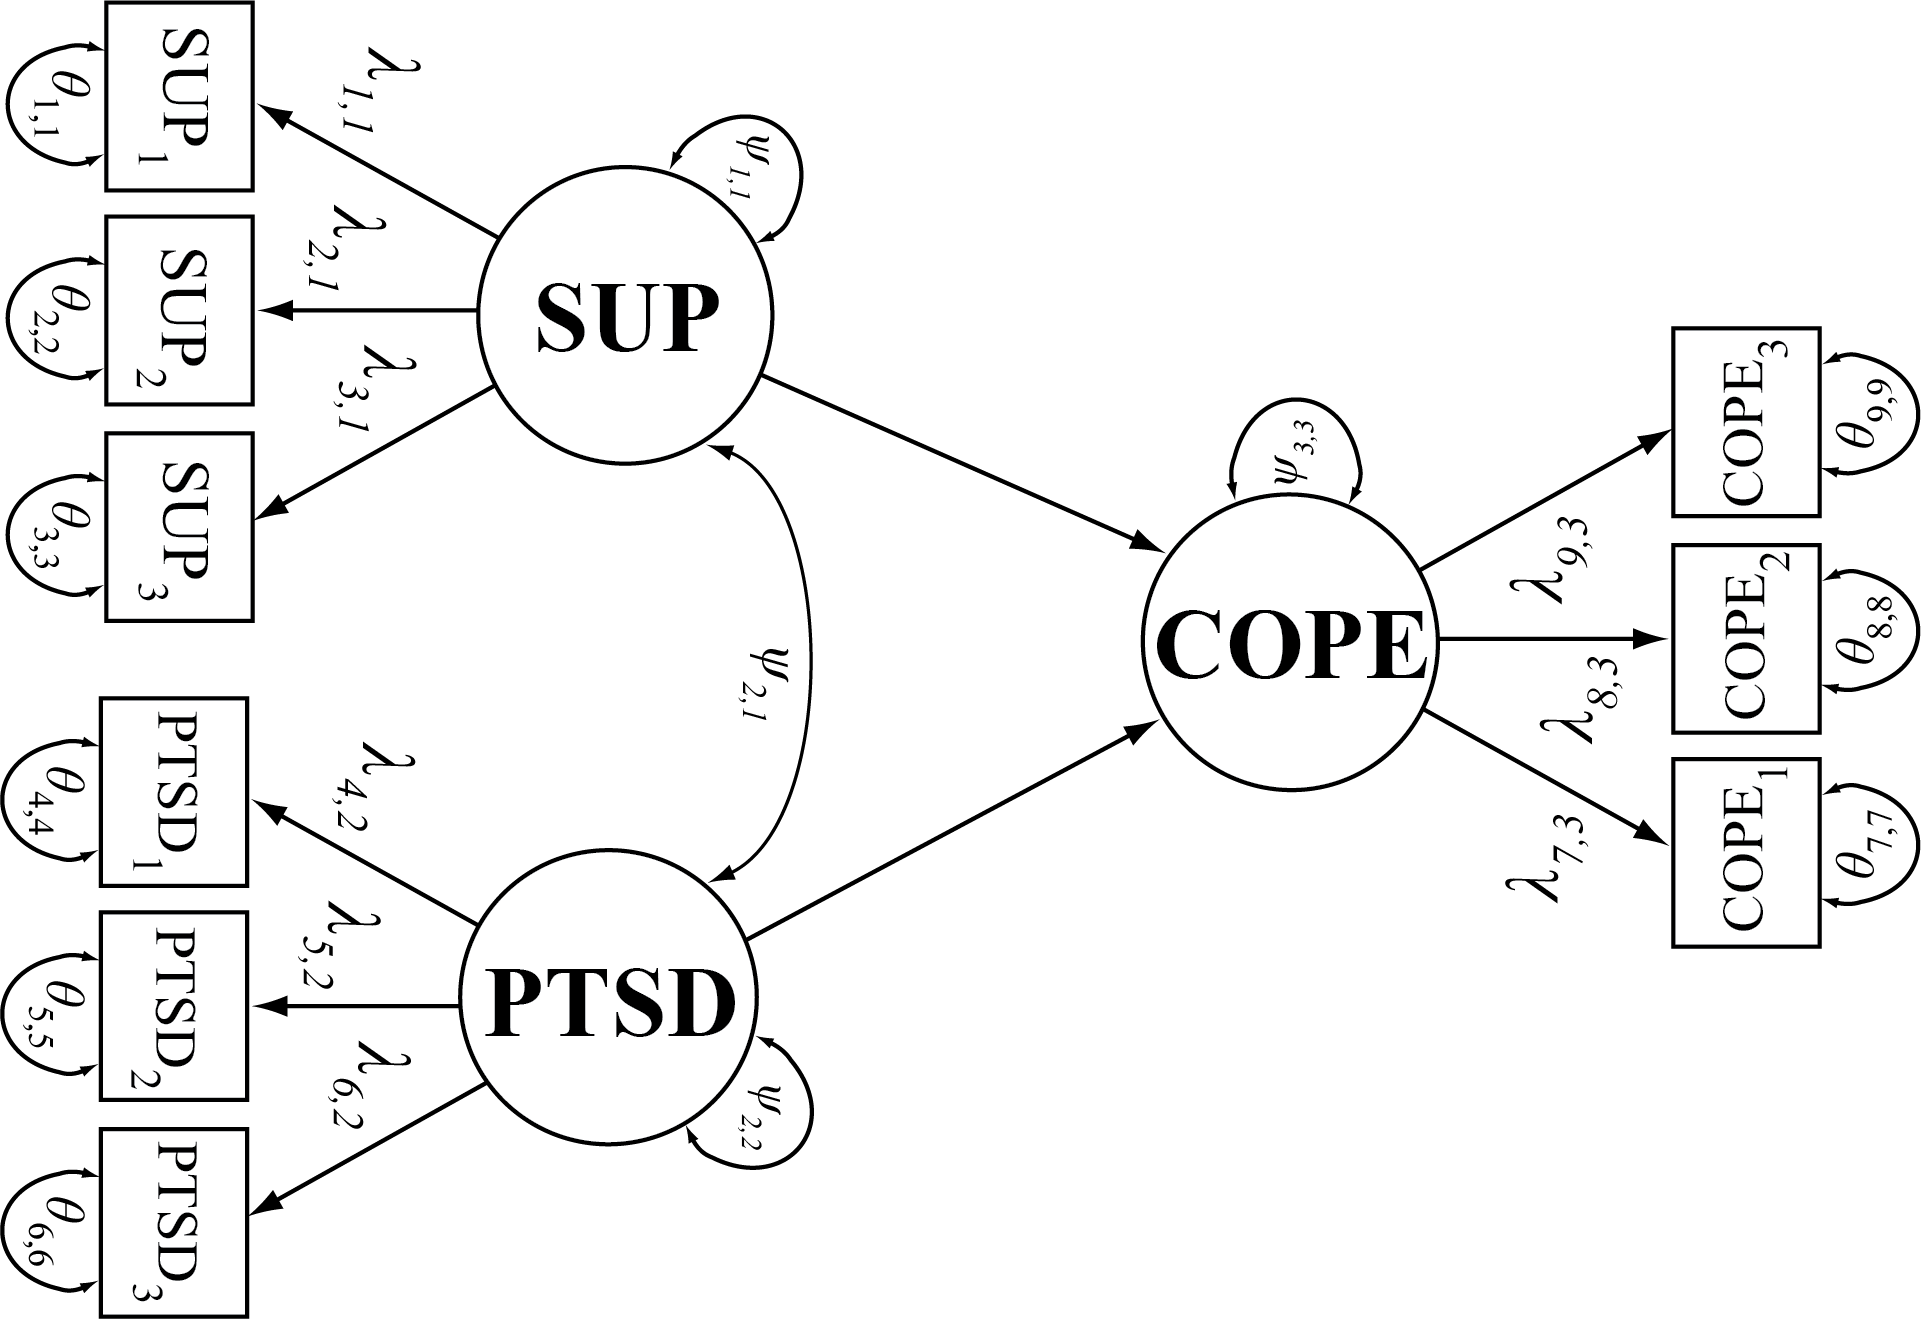 SUP₁
θ₁,₁
λ₁,₁
SUP₂
θ₂,₂
λ₂,₁
SUP₃
θ₃,₃
λ₃,₁
ψ₁,₁
SUP
ψ₂,₁
PTSD₁
θ₄,₄
λ₄,₂
PTSD₂
θ₅,₅
λ₅,₂
PTSD₃
θ₆,₆
λ₆,₂
PTSD
ψ₂,₂
ψ₃,₃
COPE
λ₉,₃
COPE₃
θ₉,₉
λ₈,₃
COPE₂
θ₈,₈
λ₇,₃
COPE₁
θ₇,₇